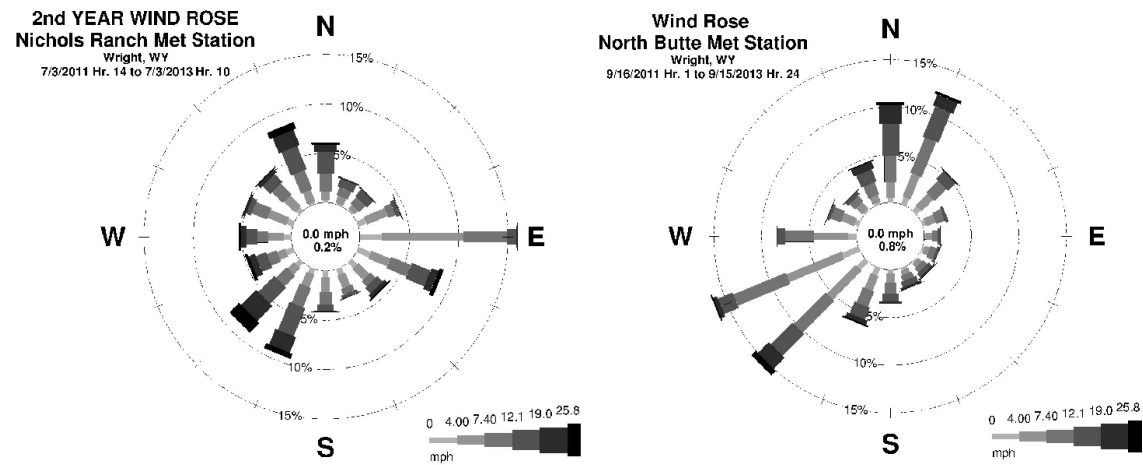 2nd YEAR WIND ROSE
Nichols Ranch Met Station
Wright, WY
7/3/2011 Hr. 14 to 7/3/2013 Hr. 10
N
15%
10%
5%
W
0.0 mph
0.2%
E
5%
10%
15%
S
0 4.00 7.40 12.1 19.0 25.8
mph
Wind Rose
North Butte Met Station
Wright, WY
9/16/2011 Hr. 1 to 9/15/2013 Hr. 24
N
15%
10%
5%
W
0.0 mph
0.8%
E
5%
10%
15%
S
0 4.00 7.40 12.1 19.0 25.8
mph